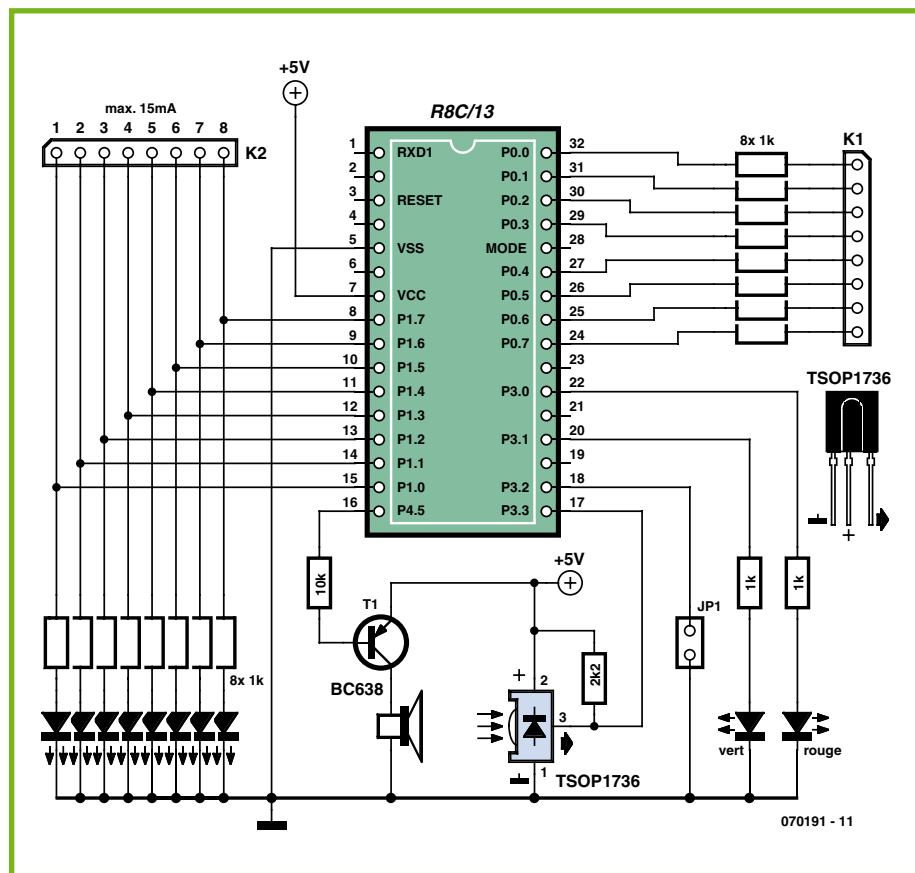 +5V
R8C/13
max. 15mA
1 2 3 4 5 6 7 8
K2
8x 1k
K1
1 RXD1 P0.0 32
2 P0.1 31
3 RESET P0.2 30
4 P0.3 29
5 VSS MODE 28
6 P0.4 27
7 VCC P0.5 26
8 P1.7 P0.6 25
9 P1.6 P0.7 24
10 P1.5 23
11 P1.4 P3.0 22
12 P1.3 21
13 P1.2 P3.1 20
14 P1.1 19
15 P1.0 P3.2 18
16 P4.5 P3.3 17
TSOP1736
+
+5V
10k
T1
BC638
8x 1k
2k2
+
2
3
1
TSOP1736
JP1
1k
1k
vert
rouge
070191 - 11